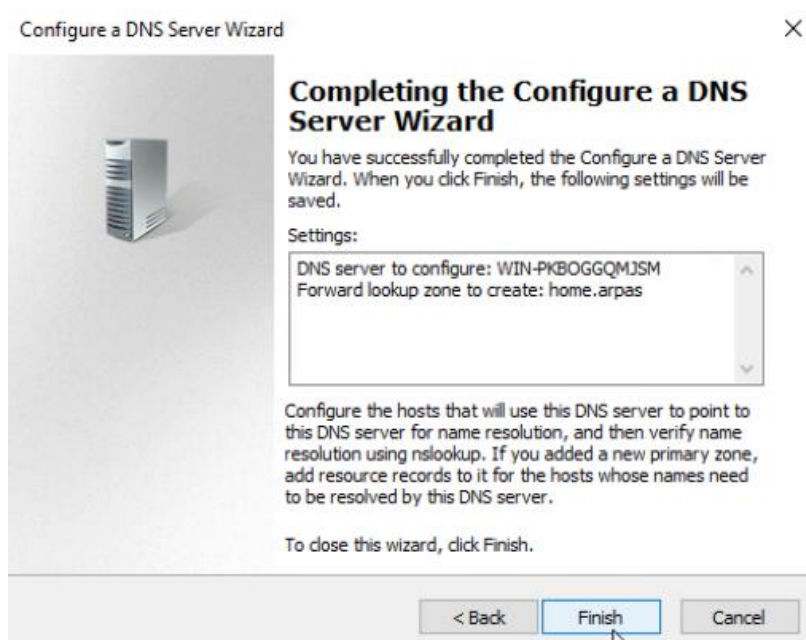 Configure a DNS Server Wizard
Completing the Configure a DNS
Server Wizard
You have successfully completed the Configure a DNS Server
Wizard. When you click Finish, the following settings will be
saved.
Settings:
DNS server to configure: WIN-PKBOGGQMJSM
Forward lookup zone to create: home.arpas
Configure the hosts that will use this DNS server to point to
this DNS server for name resolution, and then verify name
resolution using nslookup. If you added a new primary zone,
add resource records to it for the hosts whose names need
to be resolved by this DNS server.
To close this wizard, click Finish.
< Back Finish Cancel